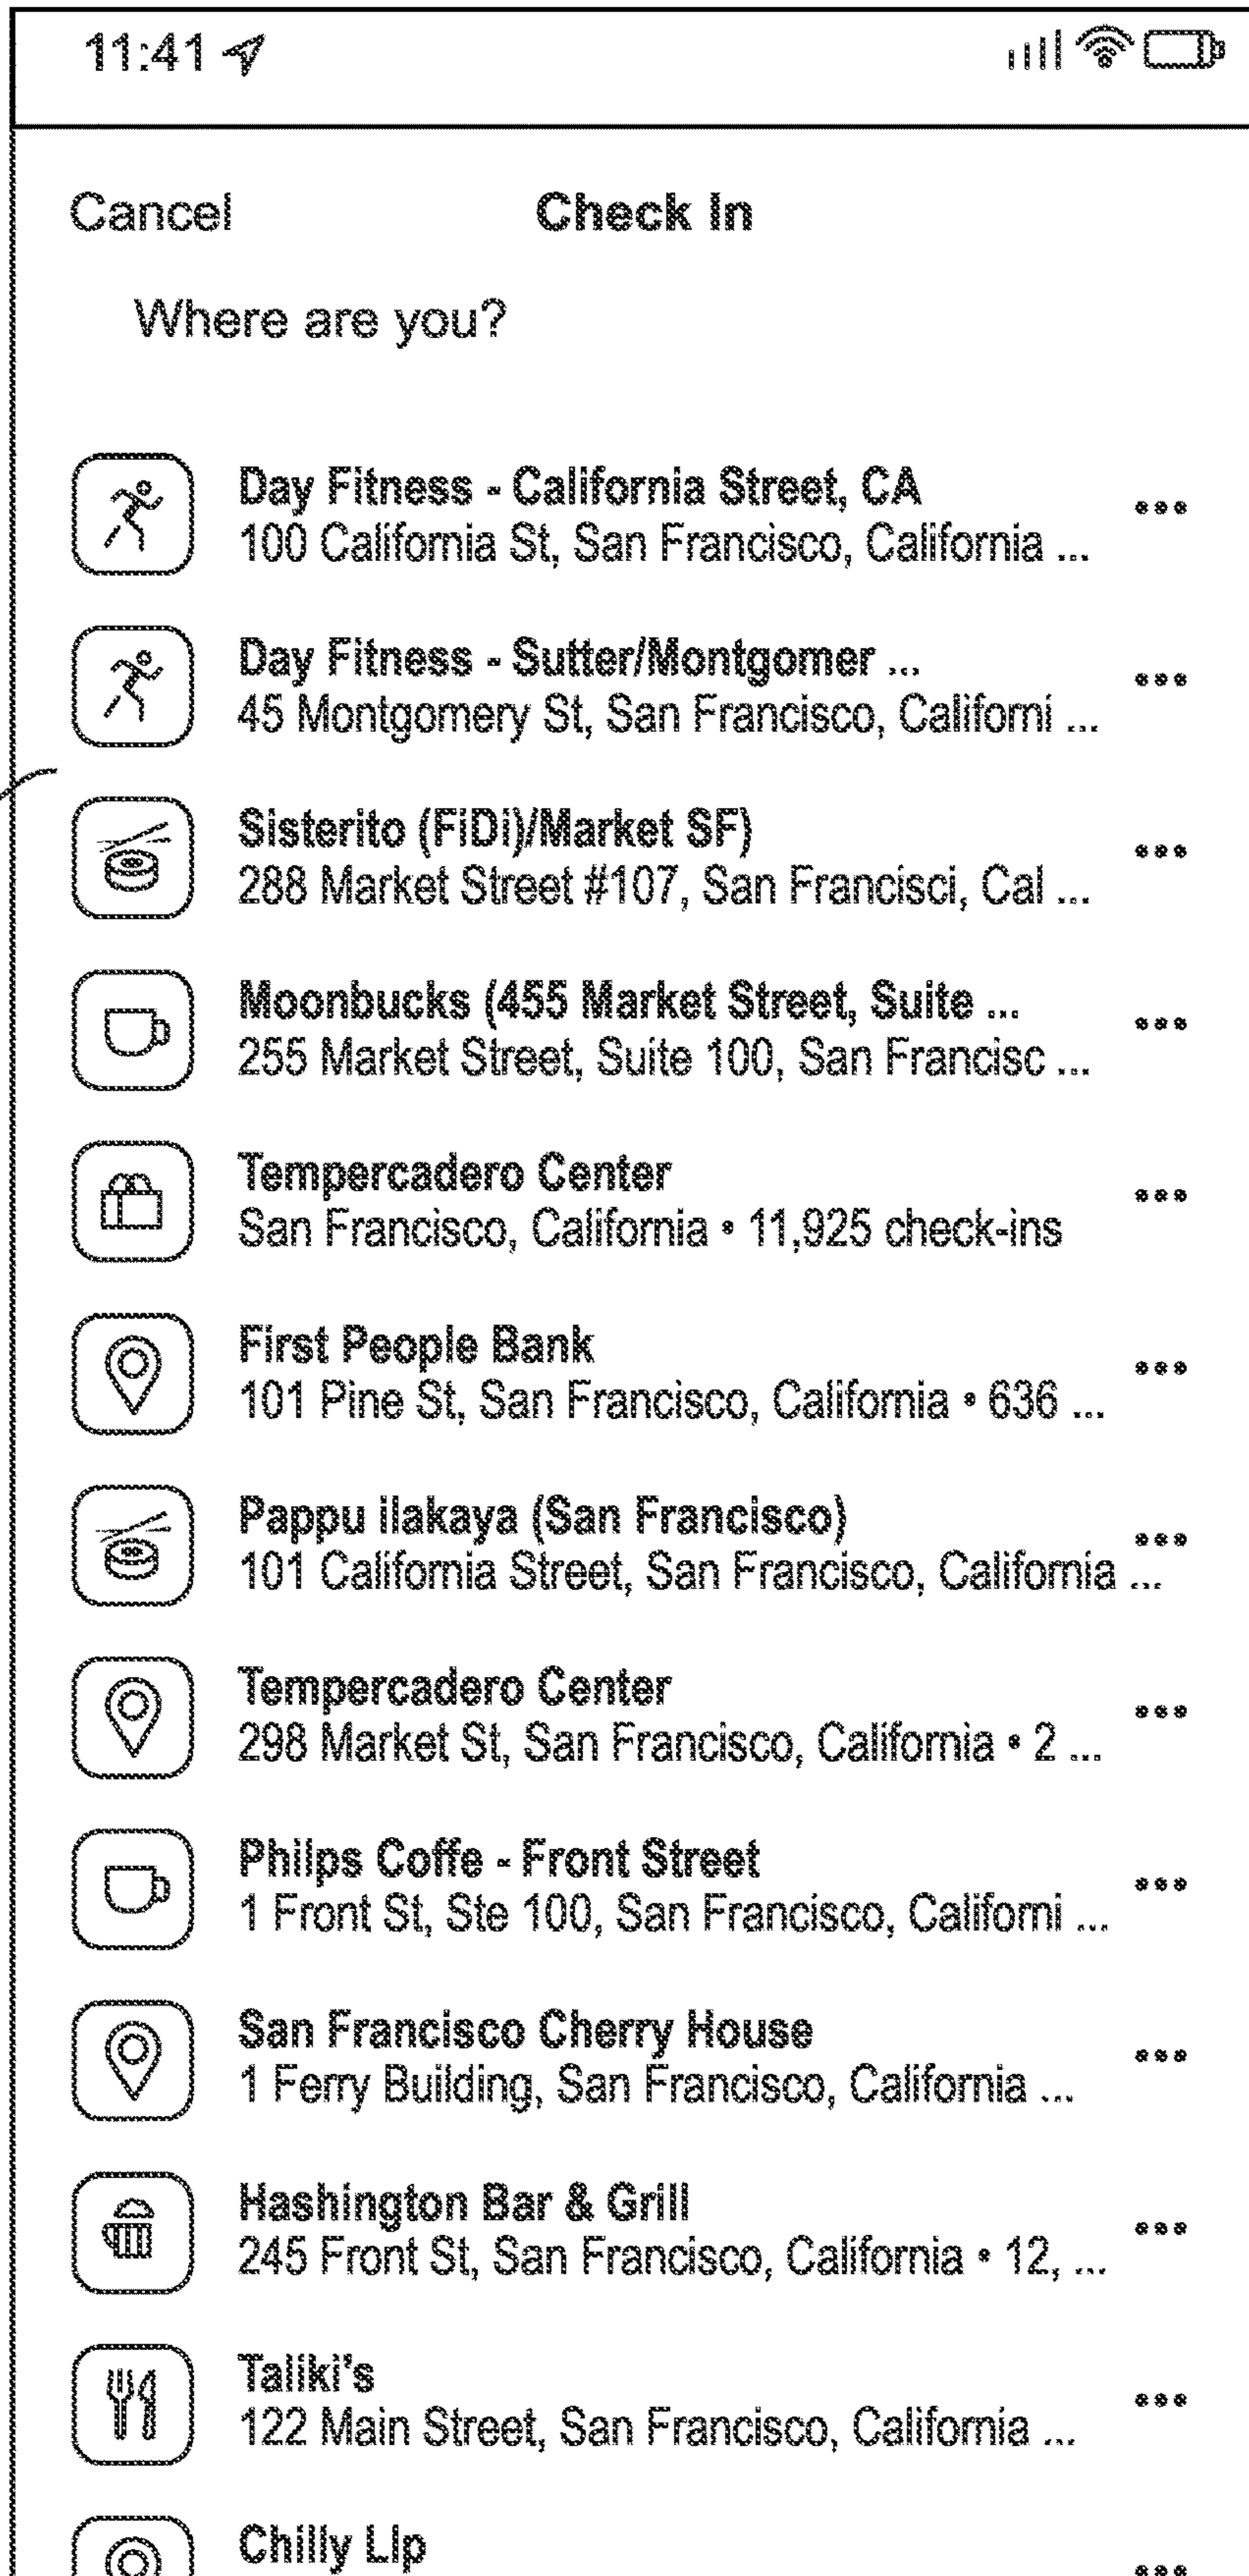 11:41
Cancel
Check In
Where are you?
Day Fitness - California Street, CA
100 California St, San Francisco, California ...
Day Fitness - Sutter/Montgomer ...
45 Montgomery St, San Francisco, Californi ...
Sisterito (FiDi)/Market SF)
288 Market Street #107, San Francisci, Cal ...
Moonbucks (455 Market Street, Suite ...
255 Market Street, Suite 100, San Francisc ...
Tempercadero Center
San Francisco, California • 11,925 check-ins
First People Bank
101 Pine St, San Francisco, California • 636 ...
Pappu ilakaya (San Francisco)
101 California Street, San Francisco, California ...
Tempercadero Center
298 Market St, San Francisco, California • 2 ...
Philps Coffe - Front Street
1 Front St, Ste 100, San Francisco, Californi ...
San Francisco Cherry House
1 Ferry Building, San Francisco, California ...
Hashington Bar & Grill
245 Front St, San Francisco, California • 12, ...
Taliki's
122 Main Street, San Francisco, California ...
Chilly Lip